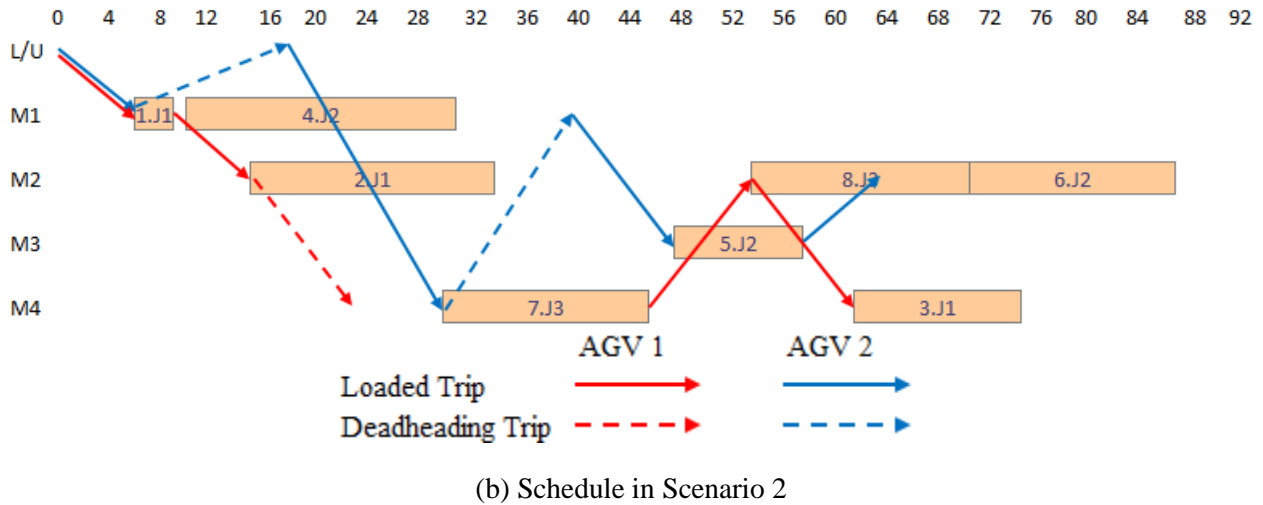 0 4 8 12 16 20 24 28 32 36 40 44 48 52 56 60 64 68 72 76 80 84 88 92
L/U
M1 1.J1 4.J2
M2 2.J1 6.J2
M3 5.J2
M4 7.J3 3.J1
AGV 1 AGV 2
Loaded Trip
Deadheading Trip
(b) Schedule in Scenario 2